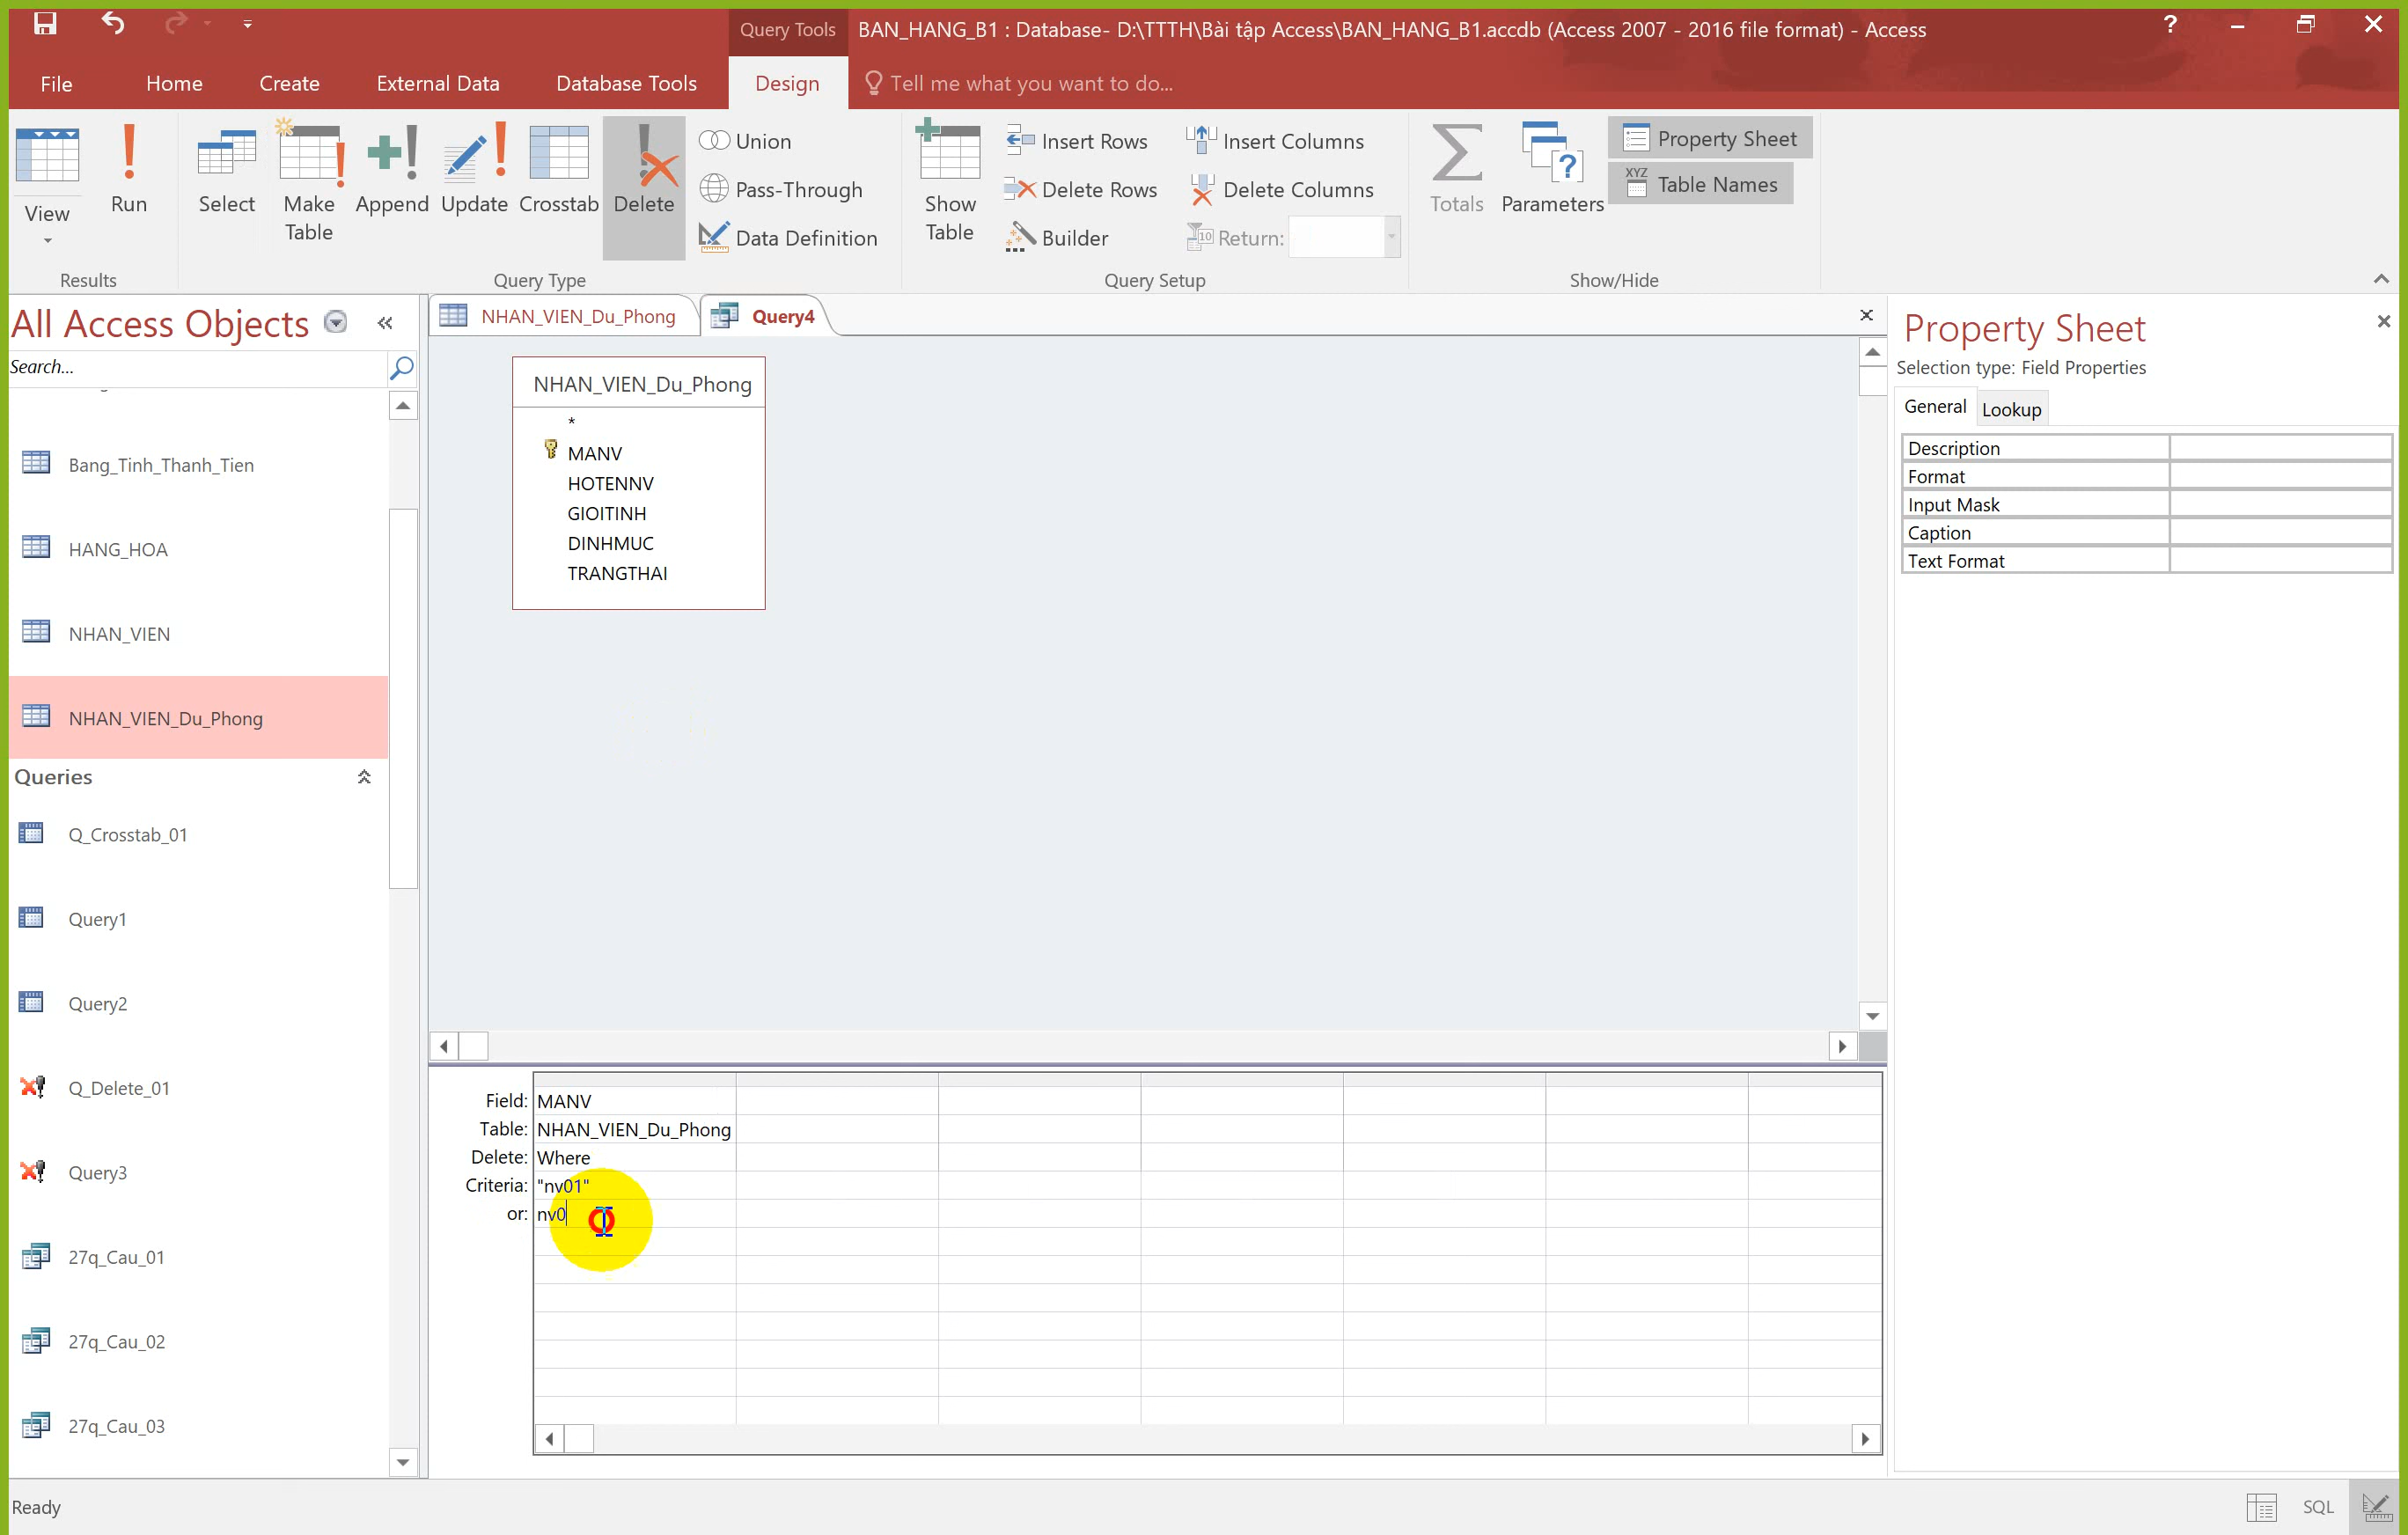 Query Tools
BAN_HANG_B1 : Database- D:\TTTH\Bài tập Access\BAN_HANG_B1.accdb (Access 2007 - 2016 file format) - Access
?
File Home Create External Data Database Tools Design Tell me what you want to do...
View
Run
Select
Make Table
Append
Update
Crosstab
Delete
Union
Pass-Through
Data Definition
Show Table
Insert Rows
Delete Rows
Builder
Insert Columns
Delete Columns
Return:
Totals
Parameters
Property Sheet
XYZ Table Names
Results
Query Type
Query Setup
Show/Hide
All Access Objects
Search...
Bang_Tinh_Thanh_Tien
HANG_HOA
NHAN_VIEN
NHAN_VIEN_Du_Phong
Queries
Q_Crosstab_01
Query1
Query2
Q_Delete_01
Query3
27q_Cau_01
27q_Cau_02
27q_Cau_03
NHAN_VIEN_Du_Phong
Query4
NHAN_VIEN_Du_Phong
*
MANV
HOTENNV
GIOITINH
DINHMUC
TRANGTHAI
Field: MANV
Table: NHAN_VIEN_Du_Phong
Delete: Where
Criteria: "nv01"
or: nv0
Property Sheet
Selection type: Field Properties
General Lookup
Description
Format
Input Mask
Caption
Text Format
Ready
SQL